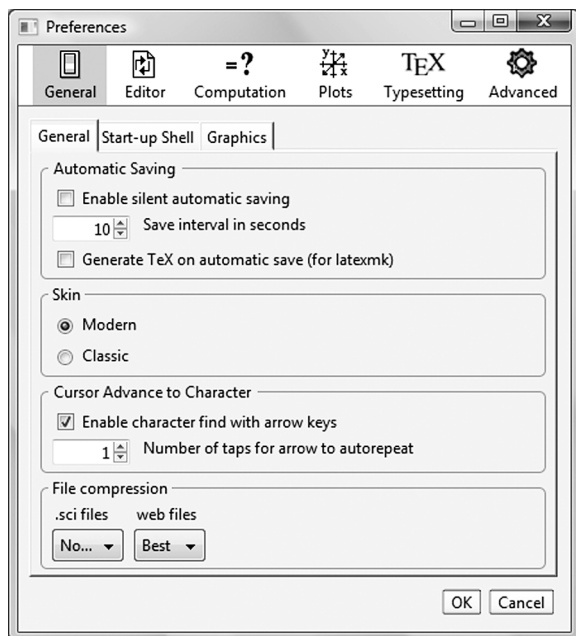 Preferences
=?
y x
TEX
General Editor Computation Plots Typesetting Advanced
General Start-up Shell Graphics
Automatic Saving
Enable silent automatic saving
10 Save interval in seconds
Generate TeX on automatic save (for latexmk)
Skin
Modern
Classic
Cursor Advance to Character
Enable character find with arrow keys
1 Number of taps for arrow to autorepeat
File compression
.sci files web files
No... Best
OK Cancel